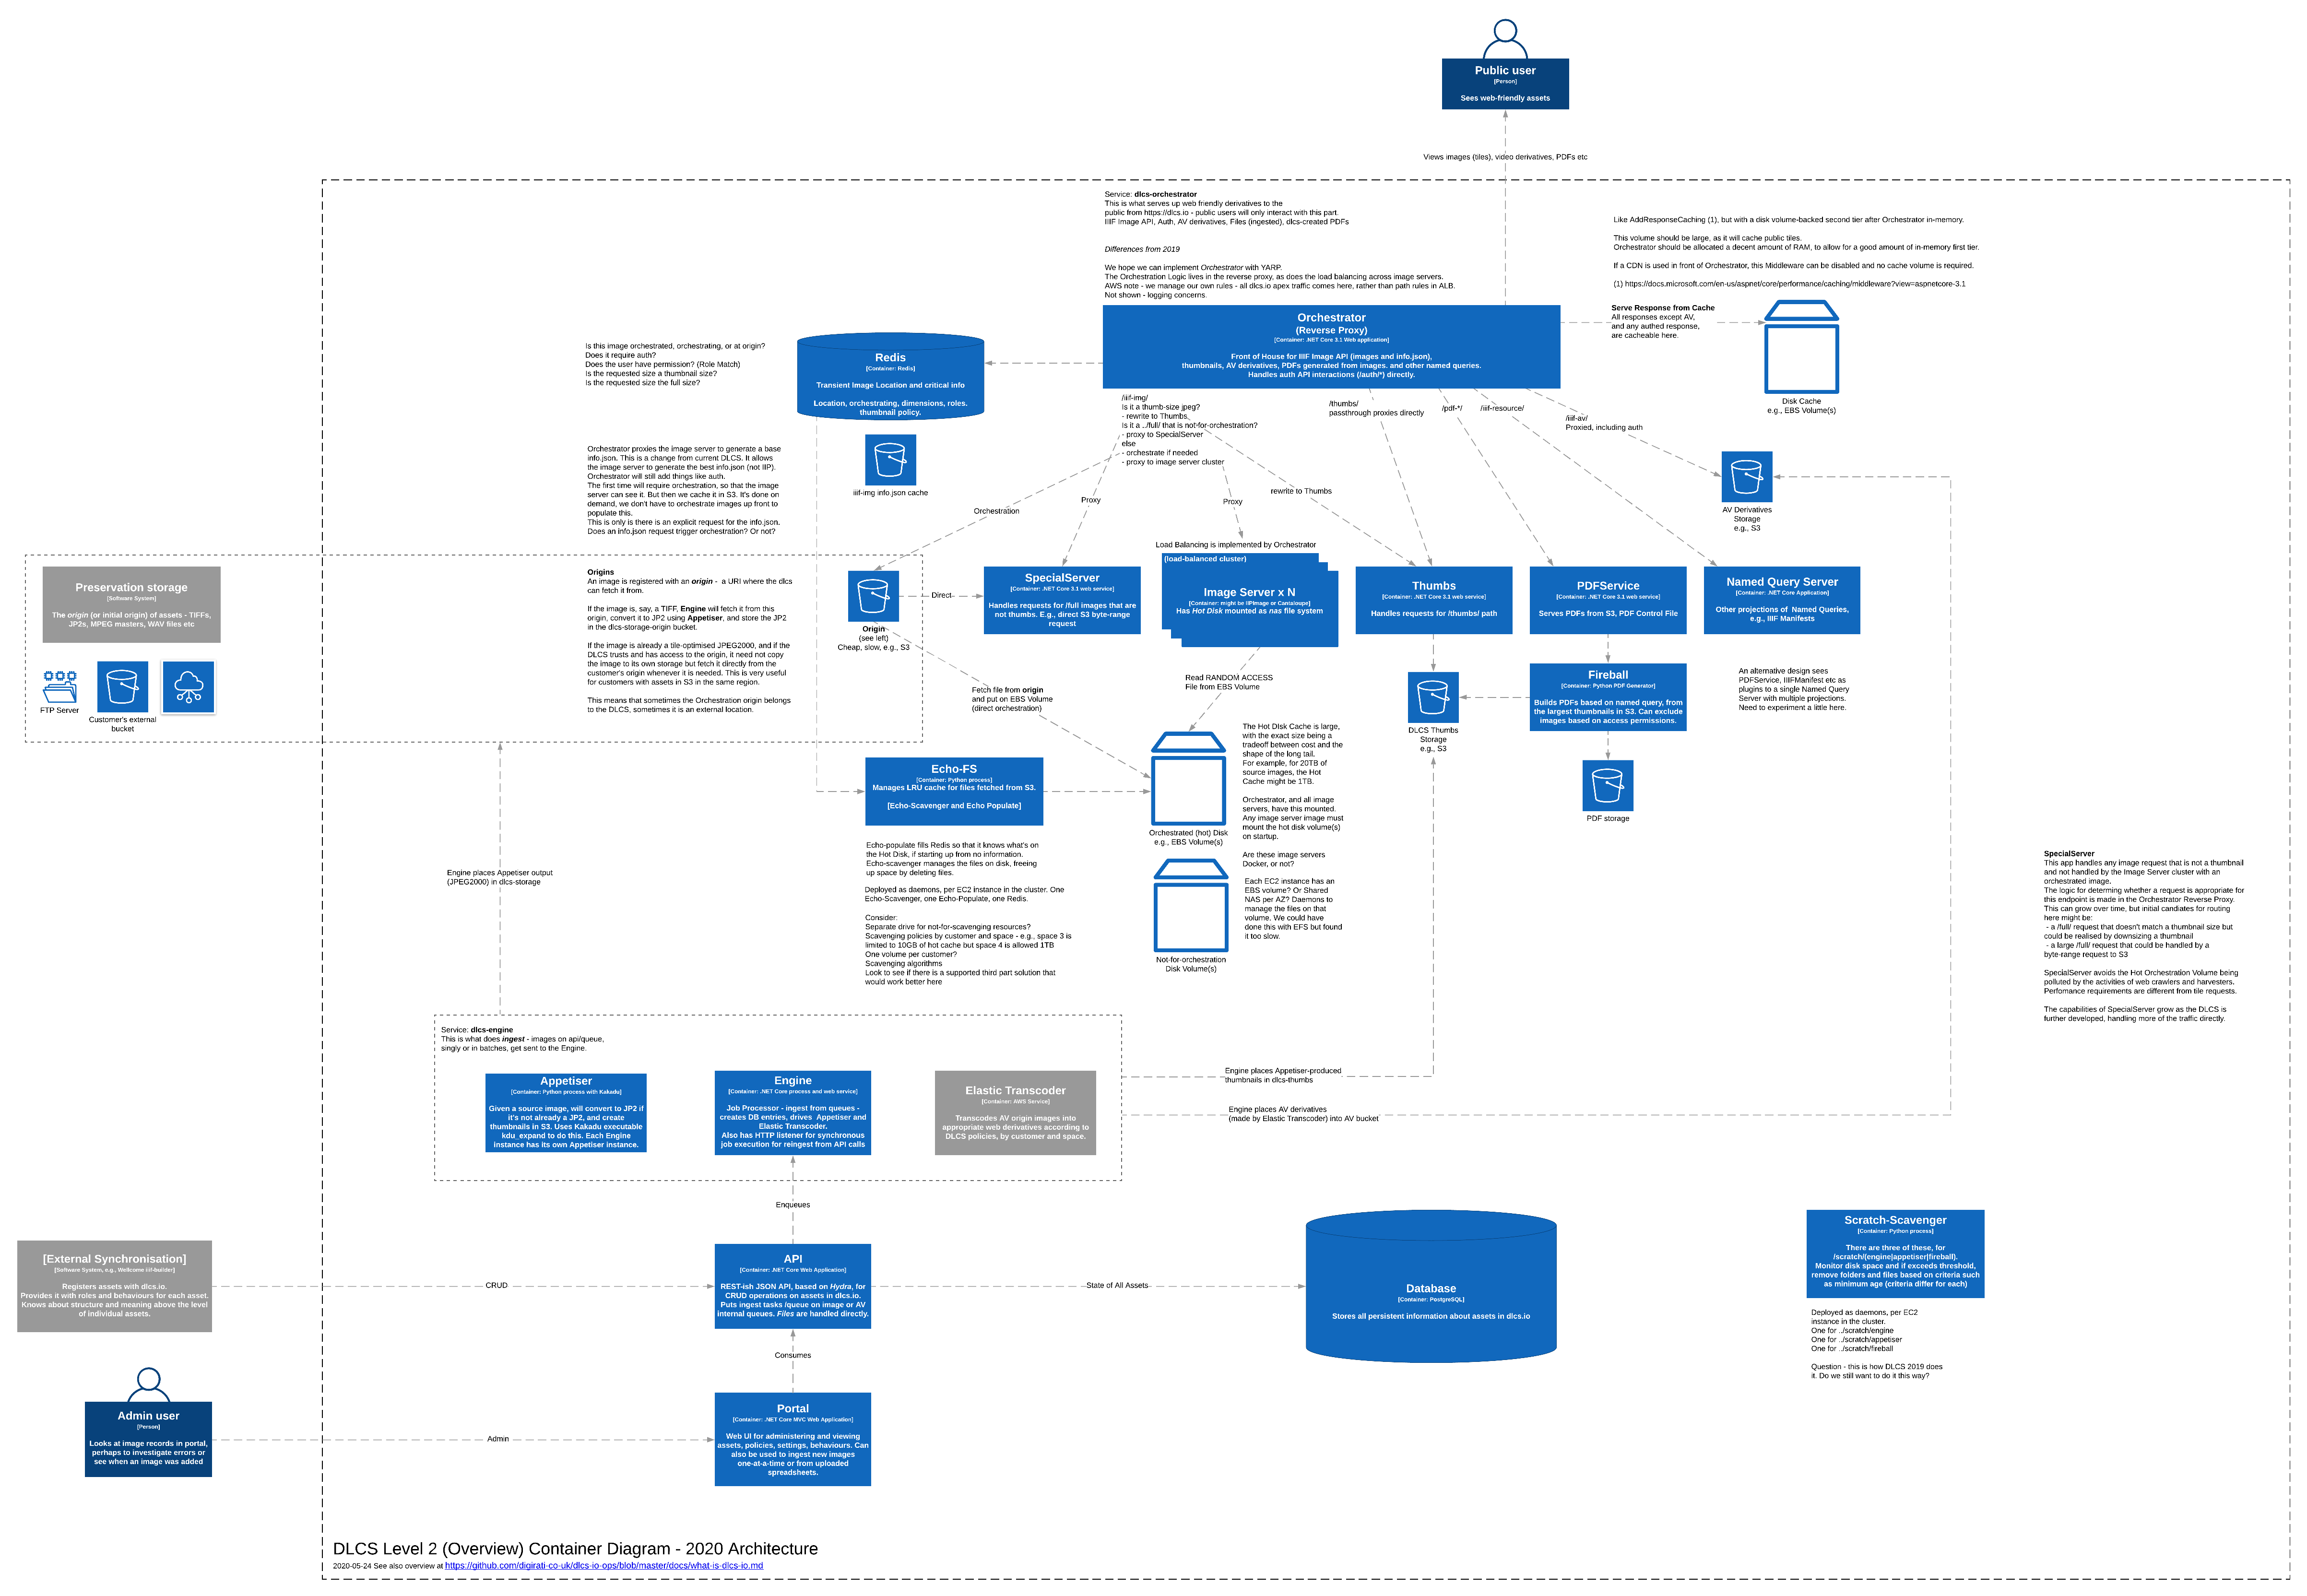 Public user
[Person]
Sees web-friendly assets
Views images (tiles), video derivatives, PDFs etc
Service: dlcs-orchestrator
This is what serves up web friendly derivatives to the
public from https://dlcs.io - public users will only interact with this part.
IIIF Image API, Auth, AV derivatives, Files (ingested), dlcs-created PDFs
Differences from 2019
We hope we can implement Orchestrator with YARP.
The Orchestration Logic lives in the reverse proxy, as does the load balancing across image servers.
AWS note - we manage our own rules - all dlcs.io apex traffic comes here, rather than path rules in ALB.
Not shown - logging concerns.
Like AddResponseCaching (1), but with a disk volume-backed second tier after Orchestrator in-memory.
This volume should be large, as it will cache public tiles.
Orchestrator should be allocated a decent amount of RAM, to allow for a good amount of in-memory first tier.
If a CDN is used in front of Orchestrator, this Middleware can be disabled and no cache volume is required.
(1) https://docs.microsoft.com/en-us/aspnet/core/performance/caching/middleware?view=aspnetcore-3.1
Serve Response from Cache
All responses except AV,
and any authed response,
are cacheable here.
Disk Cache
e.g., EBS Volume(s)
Orchestrator
(Reverse Proxy)
[Container: .NET Core 3.1 Web application]
Front of House for IIIF Image API (images and info.json),
thumbnails, AV derivatives, PDFs generated from images. and other named queries.
Handles auth API interactions (/auth/*) directly.
Is this image orchestrated, orchestrating, or at origin?
Does it require auth?
Does the user have permission? (Role Match)
Is the requested size a thumbnail size?
Is the requested size the full size?
Redis
[Container: Redis]
Transient Image Location and critical info
Location, orchestrating, dimensions, roles.
thumbnail policy.
iiif-img info.json cache
/iiif-img/
Is it a thumb-size jpeg?
- rewrite to Thumbs
Is it a ../full/ that is not-for-orchestration?
- proxy to SpecialServer
else
- orchestrate if needed
- proxy to image server cluster
/thumbs/
passthrough proxies directly
/pdf-*/
/iiif-resource/
/iiif-av/
Proxied, including auth
Orchestrator proxies the image server to generate a base
info.json. This is a change from current DLCS. It allows
the image server to generate the best info.json (not IIP).
Orchestrator will still add things like auth.
The first time will require orchestration, so that the image
server can see it. But then we cache it in S3. It's done on
demand, we don't have to orchestrate images up front to
populate this.
This is only is there is an explicit request for the info.json.
Does an info.json request trigger orchestration? Or not?
Orchestration
Proxy
Proxy
rewrite to Thumbs
AV Derivatives
Storage
e.g., S3
Load Balancing is implemented by Orchestrator
Preservation storage
[Software System]
The origin (or initial origin) of assets - TIFFs,
JP2s, MPEG masters, WAV files etc
FTP Server
Customer's external
bucket
Origins
An image is registered with an origin - a URI where the dlcs
can fetch it from.
If the image is, say, a TIFF, Engine will fetch it from this
origin, convert it to JP2 using Appetiser, and store the JP2
in the dlcs-storage-origin bucket.
If the image is already a tile-optimised JPEG2000, and if the
DLCS trusts and has access to the origin, it need not copy
the image to its own storage but fetch it directly from the
customer's origin whenever it is needed. This is very useful
for customers with assets in S3 in the same region.
This means that sometimes the Orchestration origin belongs
to the DLCS, sometimes it is an external location.
Origin
(see left)
Cheap, slow, e.g., S3
Direct
SpecialServer
[Container: .NET Core 3.1 web service]
Handles requests for /full images that are
not thumbs. E.g., direct S3 byte-range
request
(load-balanced cluster)
Image Server x N
[Container: might be IIPImage or Cantaloupe]
Has Hot Disk mounted as nas file system
Thumbs
[Container: .NET Core 3.1 web service]
Handles requests for /thumbs/ path
PDFService
[Container: .NET Core 3.1 web service]
Serves PDFs from S3, PDF Control File
Named Query Server
[Container: .NET Core Application]
Other projections of Named Queries,
e.g., IIIF Manifests
Fetch file from origin
and put on EBS Volume
(direct orchestration)
Read RANDOM ACCESS
File from EBS Volume
DLCS Thumbs
Storage
e.g., S3
Fireball
[Container: Python PDF Generator]
Builds PDFs based on named query, from
the largest thumbnails in S3. Can exclude
images based on access permissions.
PDF storage
An alternative design sees
PDFService, IIIFManifest etc as
plugins to a single Named Query
Server with multiple projections.
Need to experiment a little here.
Echo-FS
[Container: Python process]
Manages LRU cache for files fetched from S3.
[Echo-Scavenger and Echo Populate]
Echo-populate fills Redis so that it knows what's on
the Hot Disk, if starting up from no information.
Echo-scavenger manages the files on disk, freeing
up space by deleting files.
Deployed as daemons, per EC2 instance in the cluster. One
Echo-Scavenger, one Echo-Populate, one Redis.
Consider:
Separate drive for not-for-scavenging resources?
Scavenging policies by customer and space - e.g., space 3 is
limited to 10GB of hot cache but space 4 is allowed 1TB
One volume per customer?
Scavenging algorithms
Look to see if there is a supported third part solution that
would work better here
Orchestrated (hot) Disk
e.g., EBS Volume(s)
Not-for-orchestration
Disk Volume(s)
The Hot DIsk Cache is large,
with the exact size being a
tradeoff between cost and the
shape of the long tail.
For example, for 20TB of
source images, the Hot
Cache might be 1TB.
Orchestrator, and all image
servers, have this mounted.
Any image server image must
mount the hot disk volume(s)
on startup.
Are these image servers
Docker, or not?
Each EC2 instance has an
EBS volume? Or Shared
NAS per AZ? Daemons to
manage the files on that
volume. We could have
done this with EFS but found
it too slow.
SpecialServer
This app handles any image request that is not a thumbnail
and not handled by the Image Server cluster with an
orchestrated image.
The logic for determing whether a request is appropriate for
this endpoint is made in the Orchestrator Reverse Proxy.
This can grow over time, but initial candiates for routing
here might be:
- a /full/ request that doesn't match a thumbnail size but
could be realised by downsizing a thumbnail
- a large /full/ request that could be handled by a
byte-range request to S3
SpecialServer avoids the Hot Orchestration Volume being
polluted by the activities of web crawlers and harvesters.
Perfomance requirements are different from tile requests.
The capabilities of SpecialServer grow as the DLCS is
further developed, handling more of the traffic directly.
Engine places Appetiser output
(JPEG2000) in dlcs-storage
Service: dlcs-engine
This is what does ingest - images on api/queue,
singly or in batches, get sent to the Engine.
Appetiser
[Container: Python process with Kakadu]
Given a source image, will convert to JP2 if
it's not already a JP2, and create
thumbnails in S3. Uses Kakadu executable
kdu_expand to do this. Each Engine
instance has its own Appetiser instance.
Engine
[Container: .NET Core process and web service]
Job Processor - ingest from queues -
creates DB entries, drives Appetiser and
Elastic Transcoder.
Also has HTTP listener for synchronous
job execution for reingest from API calls
Elastic Transcoder
[Container: AWS Service]
Transcodes AV origin images into
appropriate web derivatives according to
DLCS policies, by customer and space.
Engine places Appetiser-produced
thumbnails in dlcs-thumbs
Engine places AV derivatives
(made by Elastic Transcoder) into AV bucket
Enqueues
[External Synchronisation]
[Software System, e.g., Wellcome iiif-builder]
Registers assets with dlcs.io.
Provides it with roles and behaviours for each asset.
Knows about structure and meaning above the level
of individual assets.
CRUD
API
[Container: .NET Core Web Application]
REST-ish JSON API, based on Hydra, for
CRUD operations on assets in dlcs.io.
Puts ingest tasks /queue on image or AV
internal queues. Files are handled directly.
State of All Assets
Database
[Container: PostgreSQL]
Stores all persistent information about assets in dlcs.io
Scratch-Scavenger
[Container: Python process]
There are three of these, for
/scratch/(engine|appetiser|fireball).
Monitor disk space and if exceeds threshold,
remove folders and files based on criteria such
as minimum age (criteria differ for each)
Deployed as daemons, per EC2
instance in the cluster.
One for ../scratch/engine
One for ../scratch/appetiser
One for ../scratch/fireball
Question - this is how DLCS 2019 does
it. Do we still want to do it this way?
Consumes
Admin user
[Person]
Looks at image records in portal,
perhaps to investigate errors or
see when an image was added
Admin
Portal
[Container: .NET Core MVC Web Application]
Web UI for administering and viewing
assets, policies, settings, behaviours. Can
also be used to ingest new images
one-at-a-time or from uploaded
spreadsheets.
DLCS Level 2 (Overview) Container Diagram - 2020 Architecture
2020-05-24 See also overview at https://github.com/digirati-co-uk/dlcs-io-ops/blob/master/docs/what-is-dlcs-io.md